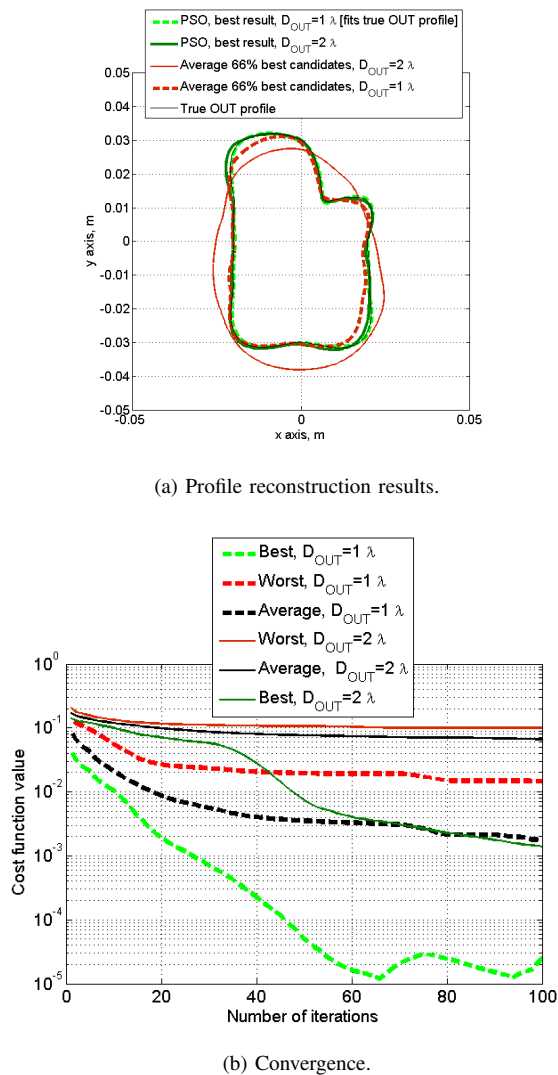 PSO, best result, D_OUT=1 λ [fits true OUT profile]
PSO, best result, D_OUT=2 λ
Average 66% best candidates, D_OUT=2 λ
Average 66% best candidates, D_OUT=1 λ
True OUT profile
0.05
0.04
0.03
0.02
0.01
0
-0.01
-0.02
-0.03
-0.04
-0.05
y axis, m
-0.05 0 0.05
x axis, m
(a) Profile reconstruction results.
Best, D_OUT=1 λ
Worst, D_OUT=1 λ
Average, D_OUT=1 λ
Worst, D_OUT=2 λ
Average, D_OUT=2 λ
Best, D_OUT=2 λ
10^0
10^-1
10^-2
10^-3
10^-4
10^-5
Cost function value
0 20 40 60 80 100
Number of iterations
(b) Convergence.